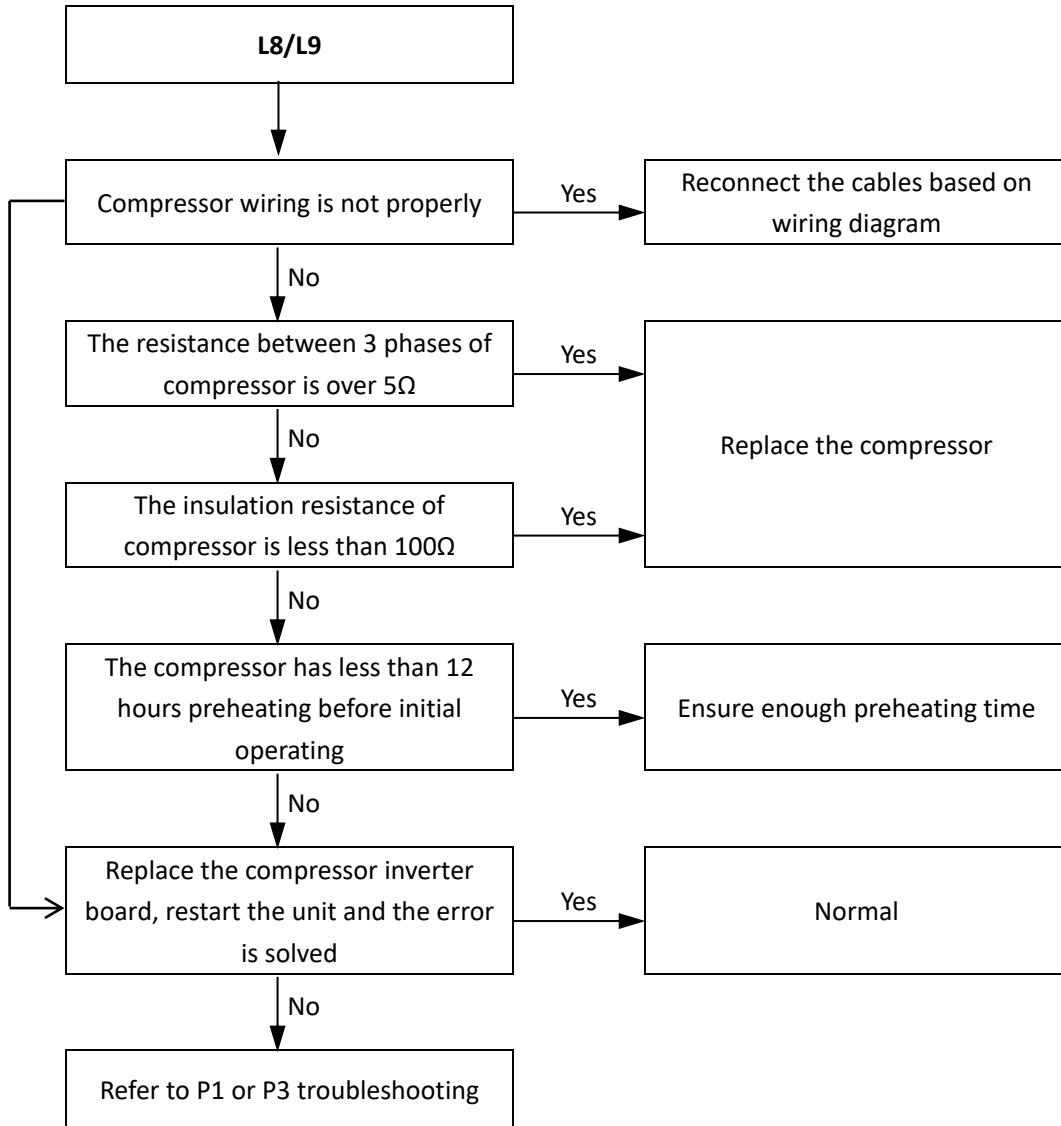 L8/L9
Compressor wiring is not properly
Yes
Reconnect the cables based on
wiring diagram
No
The resistance between 3 phases of
compressor is over 5Ω
Yes
Replace the compressor
No
The insulation resistance of
compressor is less than 100Ω
Yes
No
The compressor has less than 12
hours preheating before initial
operating
Yes
Ensure enough preheating time
No
Replace the compressor inverter
board, restart the unit and the error
is solved
Yes
Normal
No
Refer to P1 or P3 troubleshooting